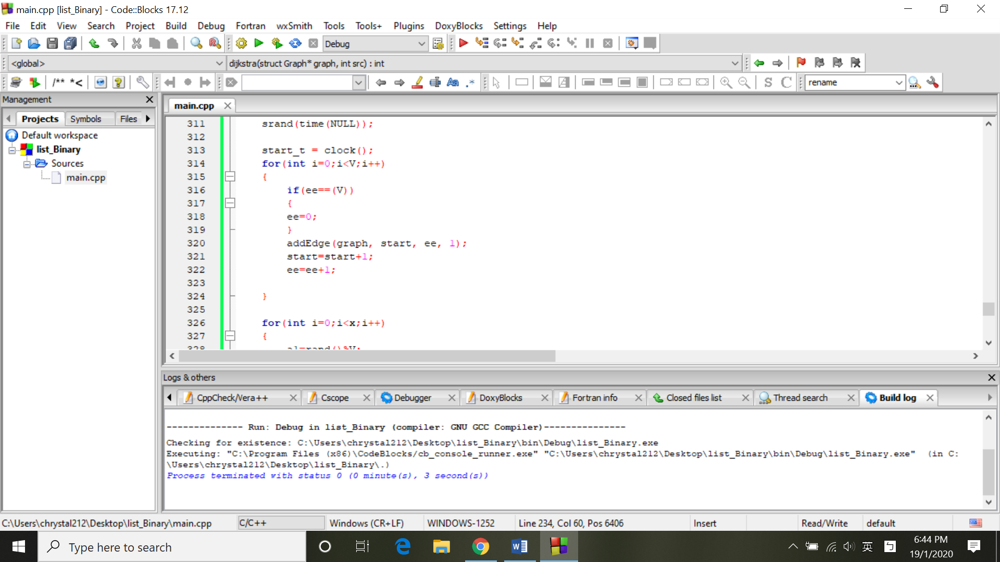 main.cpp [list_Binary] - Code::Blocks 17.12
File Edit View Search Project Build Debug Fortran wxSmith Tools Tools+ Plugins DoxyBlocks Settings Help
Debug
<global> dijkstra(struct Graph* graph, int src) : int
/** *< Aa .* S C rename
Management
Projects Symbols Files
Default workspace
list_Binary
Sources
main.cpp
main.cpp
311 srand(time(NULL));
312
313 start_t = clock();
314 for(int i=0;i<V;i++)
315 {
316 if(ee==(V))
317 {
318 ee=0;
319 }
320 addEdge(graph, start, ee, 1);
321 start=start+1;
322 ee=ee+1;
323
324 }
325
326 for(int i=0;i<x;i++)
327 {
328 a1=rand()%V;
Logs & others
CppCheck/Vera++ Cscope Debugger DoxyBlocks Fortran info Closed files list Thread search Build log
-------------- Run: Debug in list_Binary (compiler: GNU GCC Compiler)---------------
Checking for existence: C:\Users\chrystal212\Desktop\list_Binary\bin\Debug\list_Binary.exe
Executing: "C:\Program Files (x86)\CodeBlocks/cb_console_runner.exe" "C:\Users\chrystal212\Desktop\list_Binary\bin\Debug\list_Binary.exe"  (in C:
\Users\chrystal212\Desktop\list_Binary\.)
Process terminated with status 0 (0 minute(s), 3 second(s))
C:\Users\chrystal212\Desktop\list_Binary\main.cpp C/C++ Windows (CR+LF) WINDOWS-1252 Line 234, Col 60, Pos 6406 Insert Read/Write default
Type here to search
英
ㄅ
6:44 PM
19/1/2020